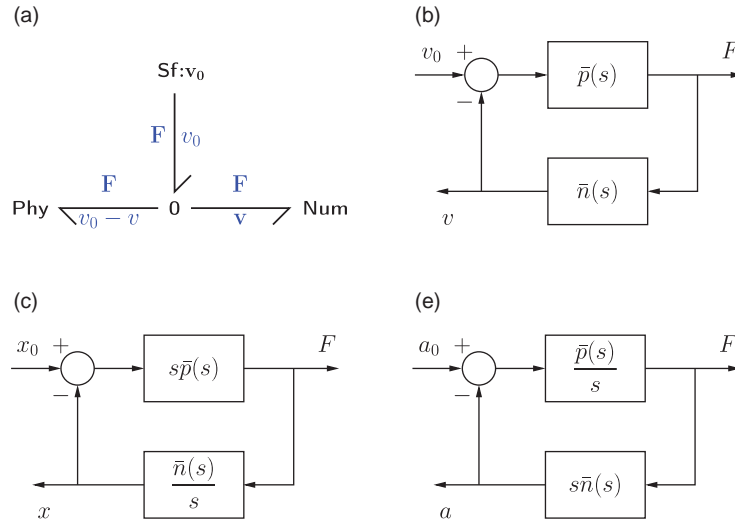 (a)
Sf:v₀
F v₀
F F
Phy 0 Num
v₀ − v v
(b)
v₀ + p̄(s) F
−
n̄(s)
v
(c)
x₀ + sp̄(s) F
−
n̄(s)
s
x
(e)
a₀ + p̄(s) F
s
−
sn̄(s)
a